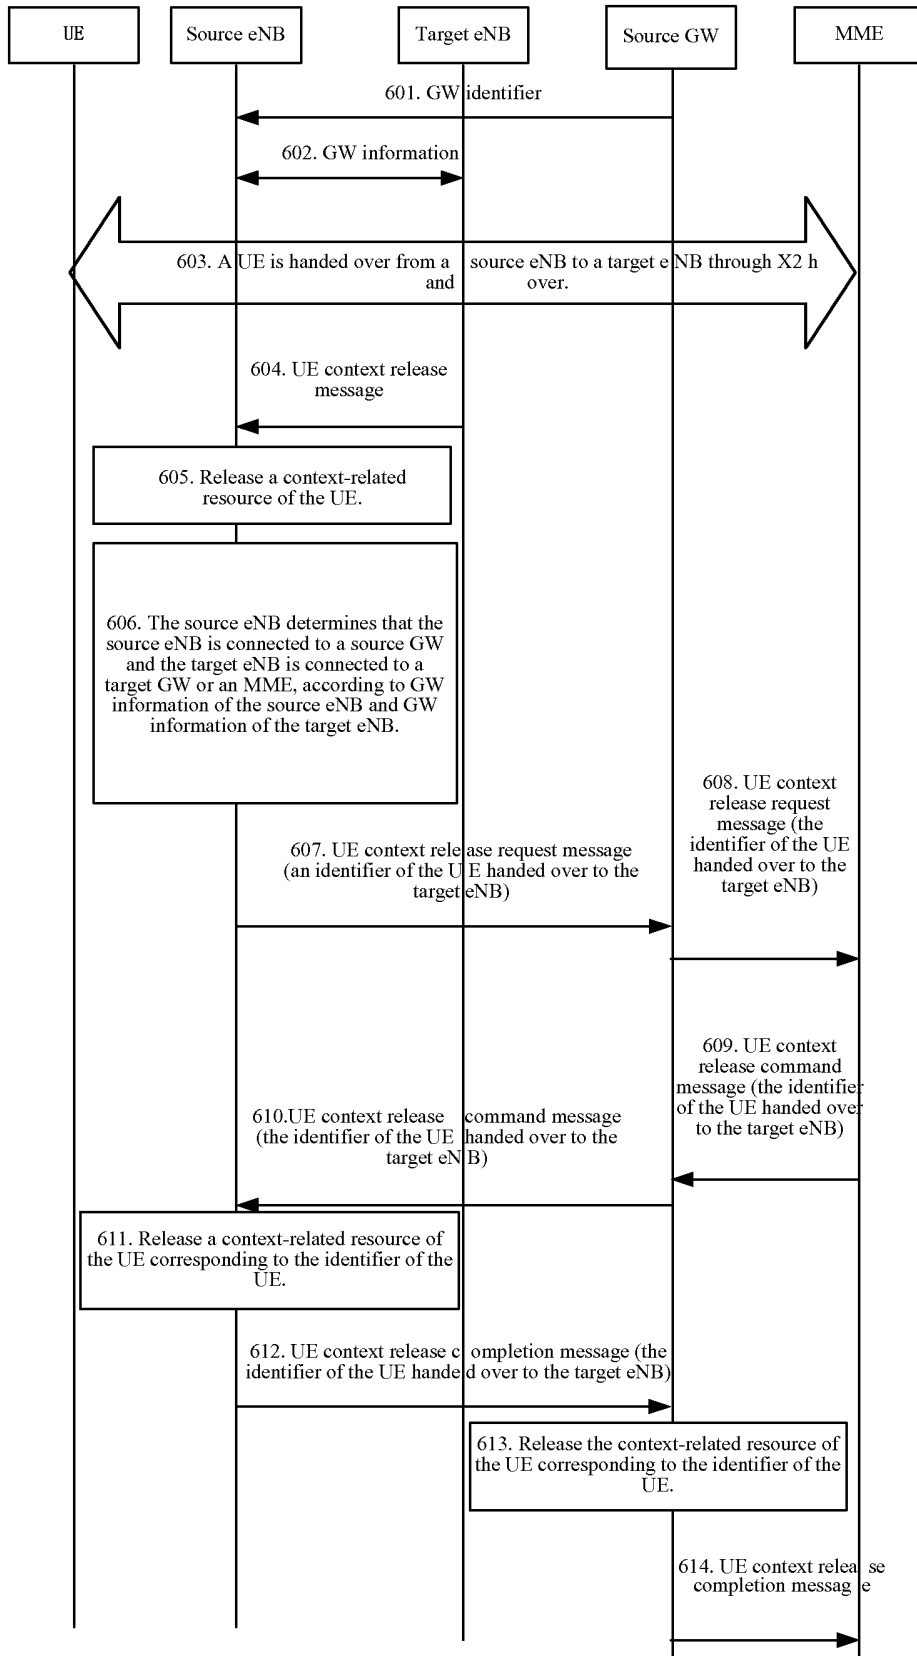 UE
Source eNB
Target eNB
Source GW
MME
601. GW identifier
602. GW information
603. A UE is handed over from a source eNB to a target eNB through X2 h
and over.
604. UE context release
message
605. Release a context-related
resource of the UE.
606. The source eNB determines that the
source eNB is connected to a source GW
and the target eNB is connected to a
target GW or an MME, according to GW
information of the source eNB and GW
information of the target eNB.
607. UE context release request message
(an identifier of the UE handed over to the
target eNB)
608. UE context
release request
message (the
identifier of the UE
handed over to the
target eNB)
609. UE context
release command
message (the identifier
of the UE handed over
to the target eNB)
610.UE context release command message
(the identifier of the UE handed over to the
target eNB)
611. Release a context-related resource of
the UE corresponding to the identifier of the
UE.
612. UE context release completion message (the
identifier of the UE handed over to the target eNB)
613. Release the context-related resource of
the UE corresponding to the identifier of the
UE.
614. UE context release
completion message